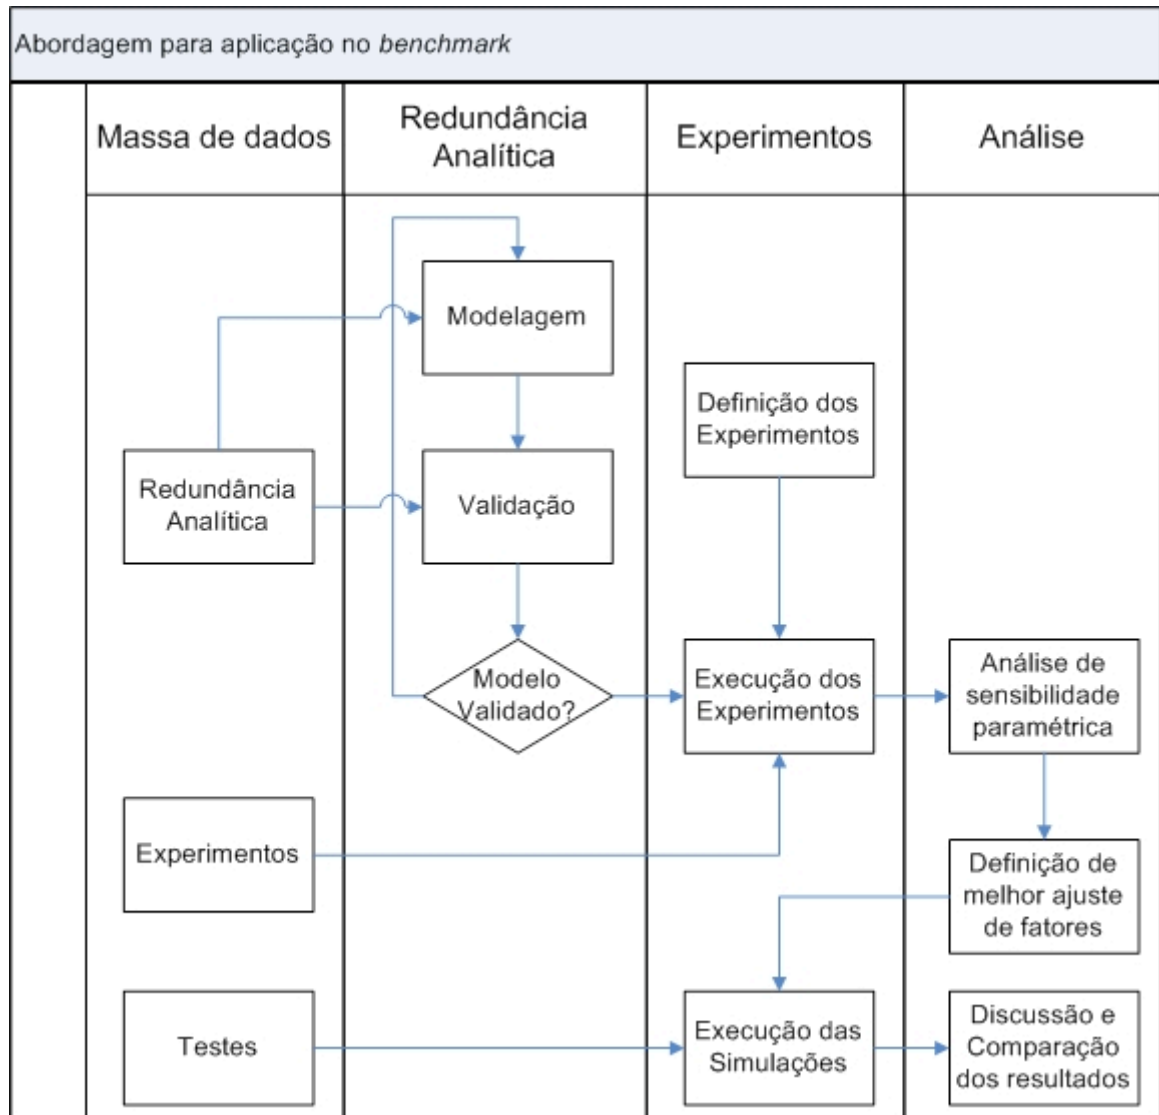 Abordagem para aplicação no benchmark
Massa de dados
Redundância
Analítica
Experimentos
Análise
Modelagem
Definição dos
Experimentos
Redundância
Analítica
Validação
Modelo
Validado?
Execução dos
Experimentos
Análise de
sensibilidade
paramétrica
Experimentos
Definição de
melhor ajuste
de fatores
Testes
Execução das
Simulações
Discussão e
Comparação
dos resultados